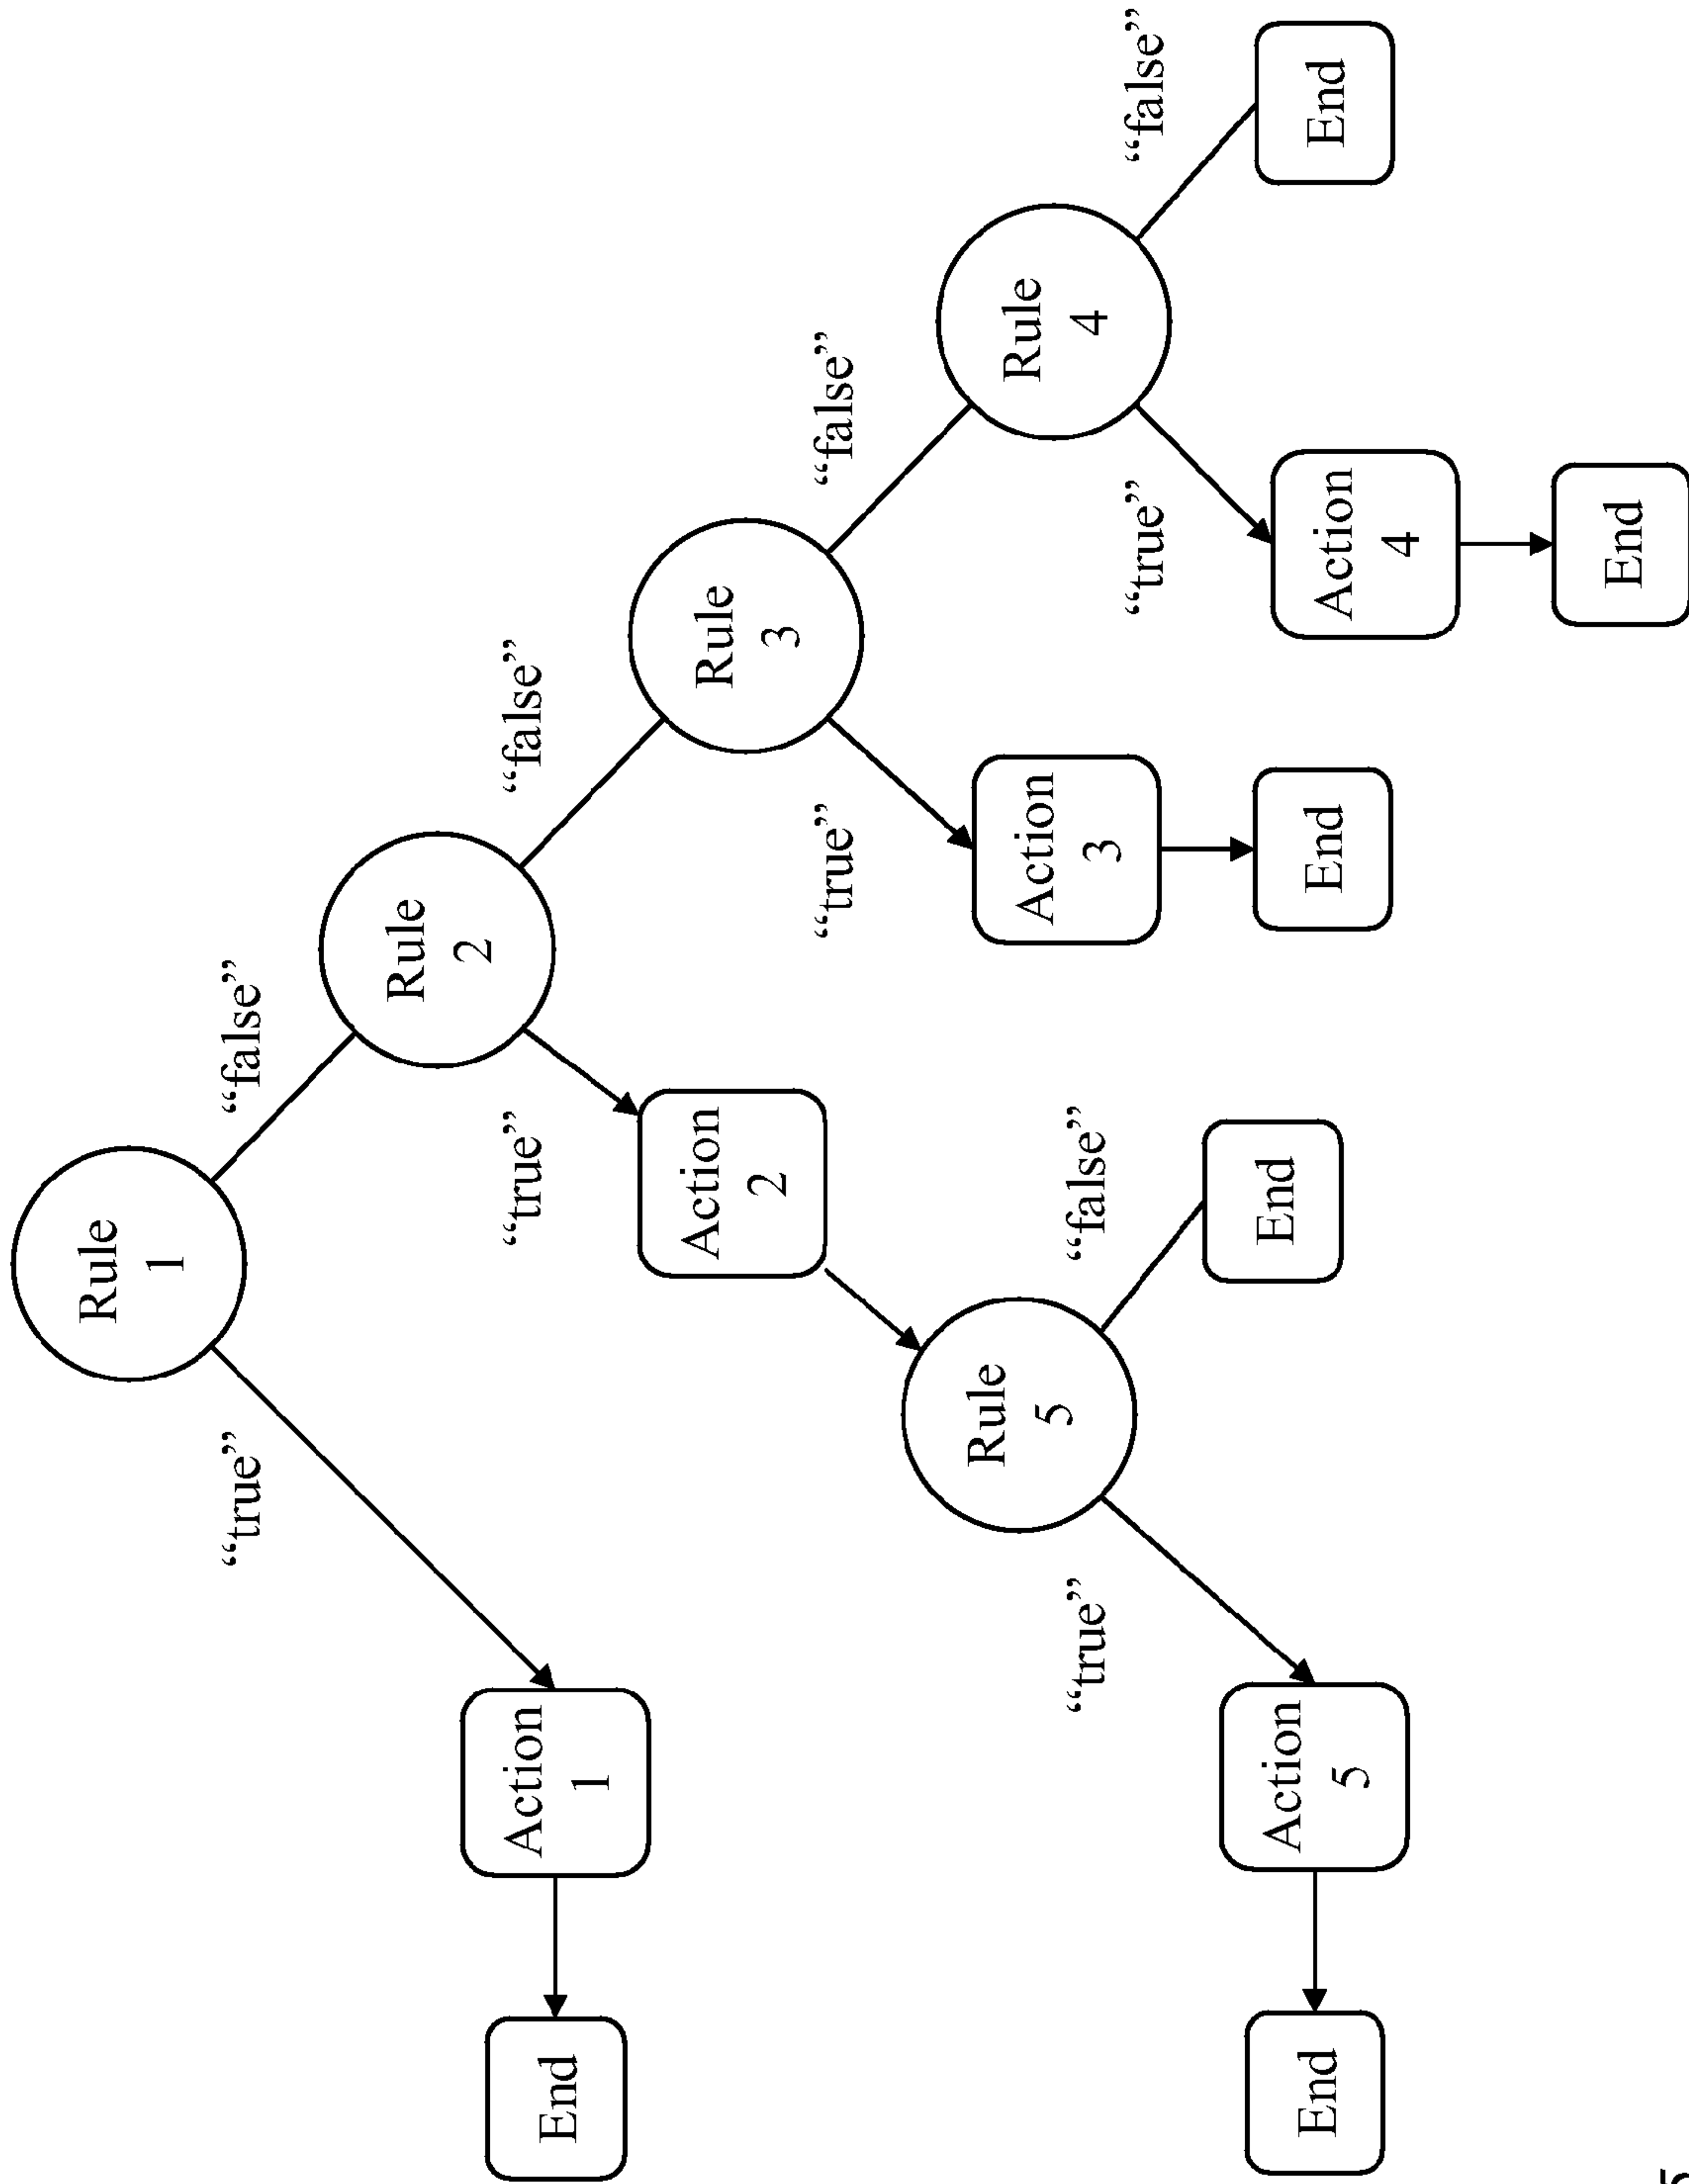 Rule
1
“true”
“false”
Action
1
End
Rule
2
“true”
“false”
Action
2
Rule
5
“true”
“false”
Action
5
End
End
Rule
3
“true”
“false”
Action
3
End
Rule
4
“true”
“false”
Action
4
End
End